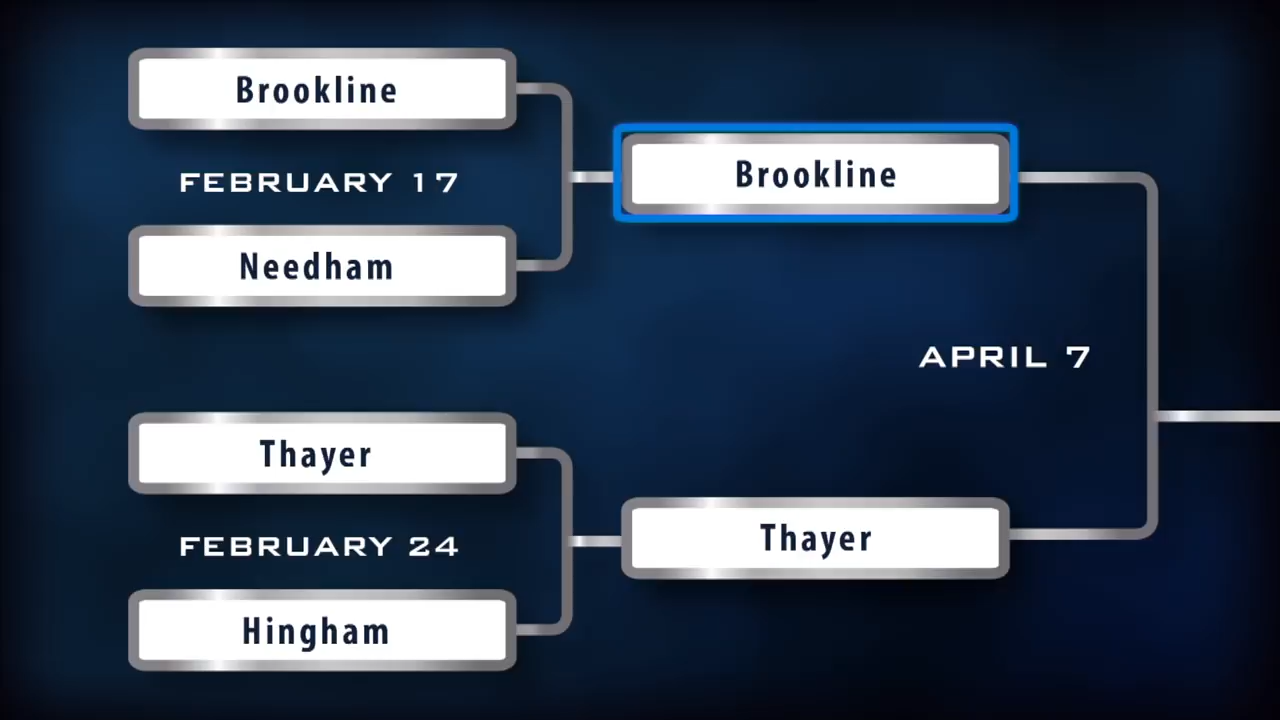 Brookline
FEBRUARY 17
Needham
Brookline
APRIL 7
Thayer
FEBRUARY 24
Hingham
Thayer